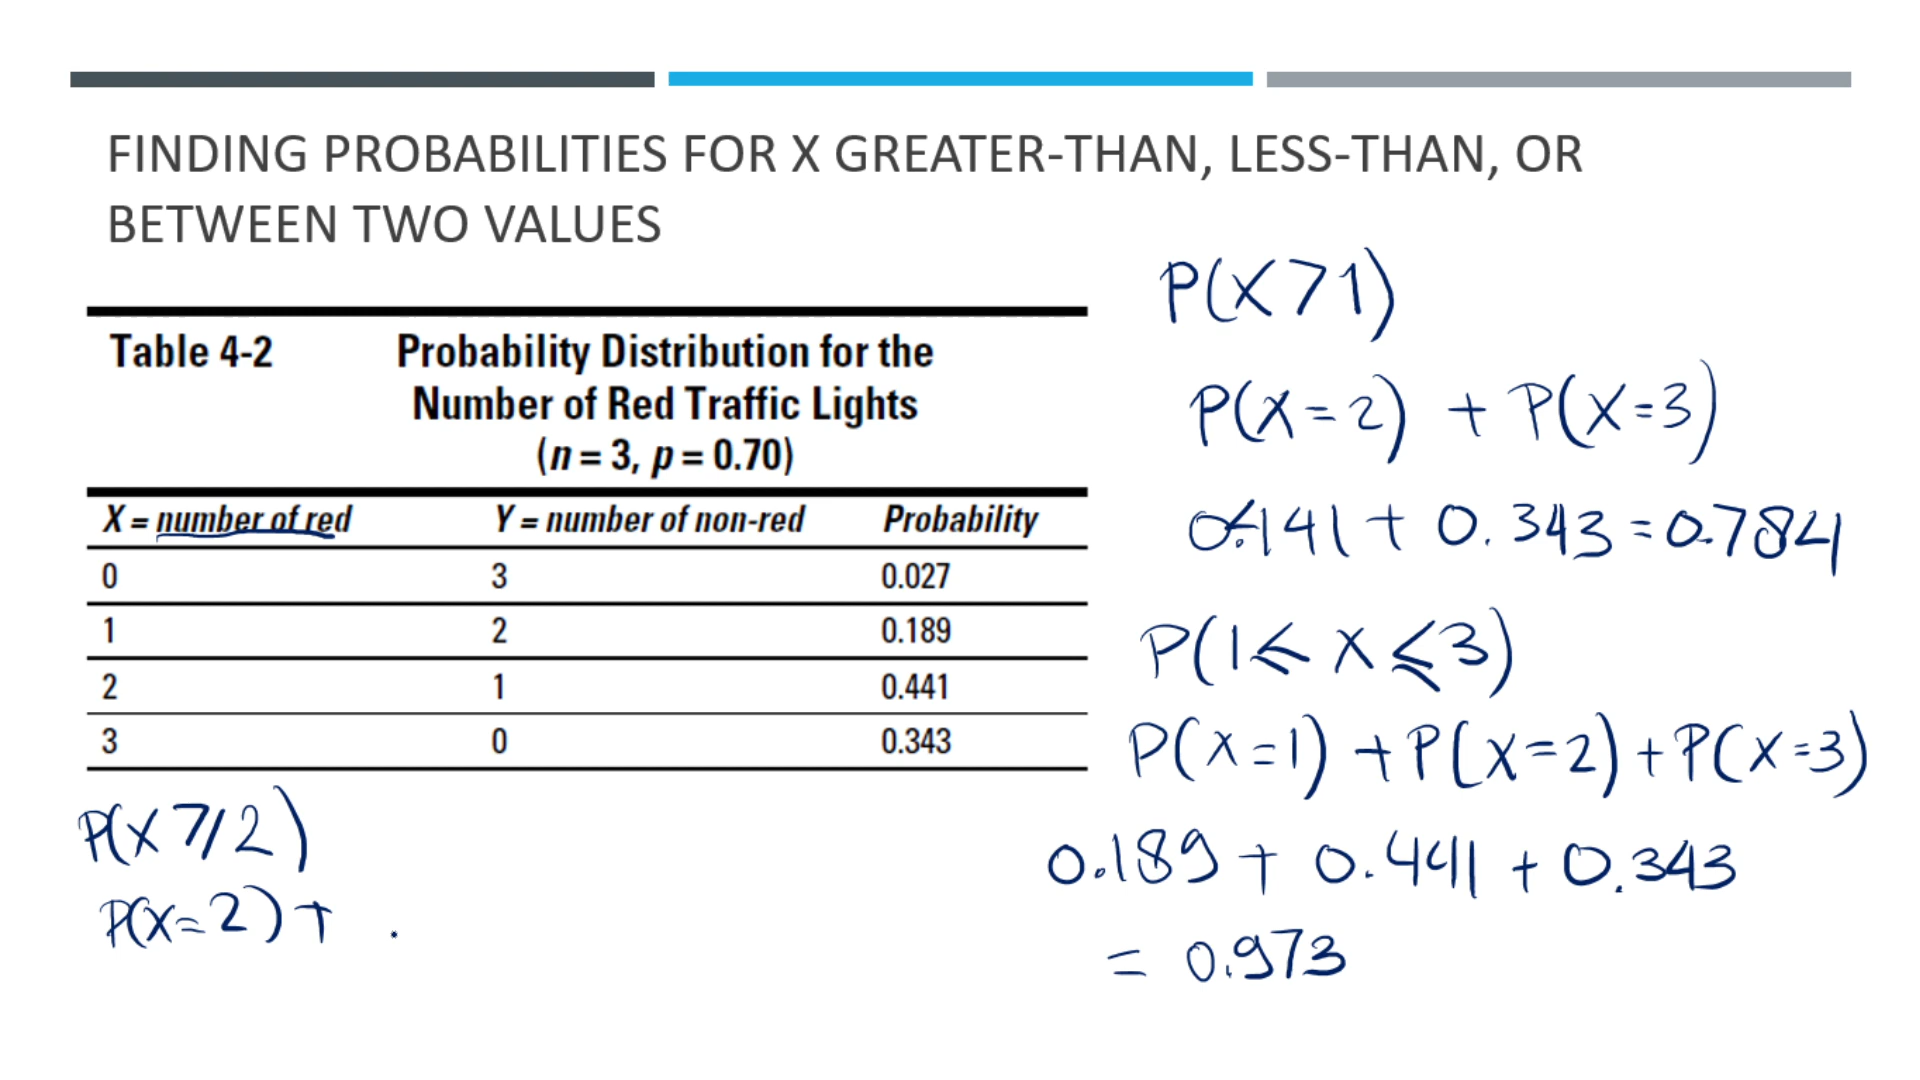 FINDING PROBABILITIES FOR X GREATER-THAN, LESS-THAN, OR
BETWEEN TWO VALUES
Table 4-2 Probability Distribution for the
Number of Red Traffic Lights
(n = 3, p = 0.70)
X = number of red Y = number of non-red Probability
0 3 0.027
1 2 0.189
2 1 0.441
3 0 0.343
P(X>1)
P(X=2) + P(X=3)
0.441 + 0.343 = 0.784
P(1≤ X ≤3)
P(X=1) + P(X=2) + P(X=3)
0.189 + 0.441 + 0.343
= 0.973
P(X ≥ 2)
P(X=2) +